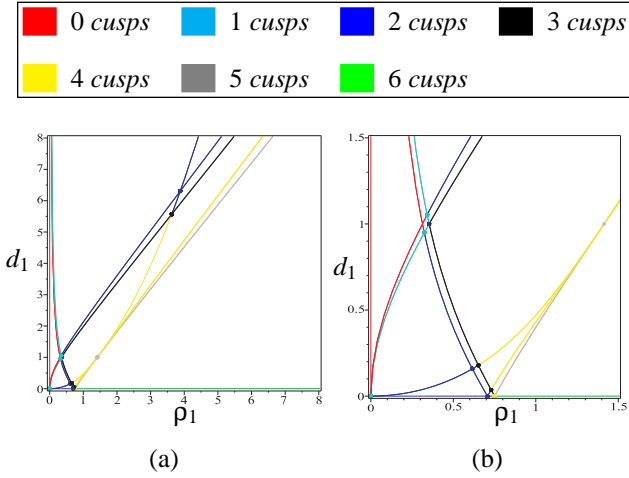 0 cusps 1 cusps 2 cusps 3 cusps
4 cusps 5 cusps 6 cusps
8
7
6
5
d1
4
3
2
1
0
0 1 2 3 4 5 6 7 8
ρ1
(a)
1.5
1
d1
0.5
0
0 0.5 1 1.5
ρ1
(b)